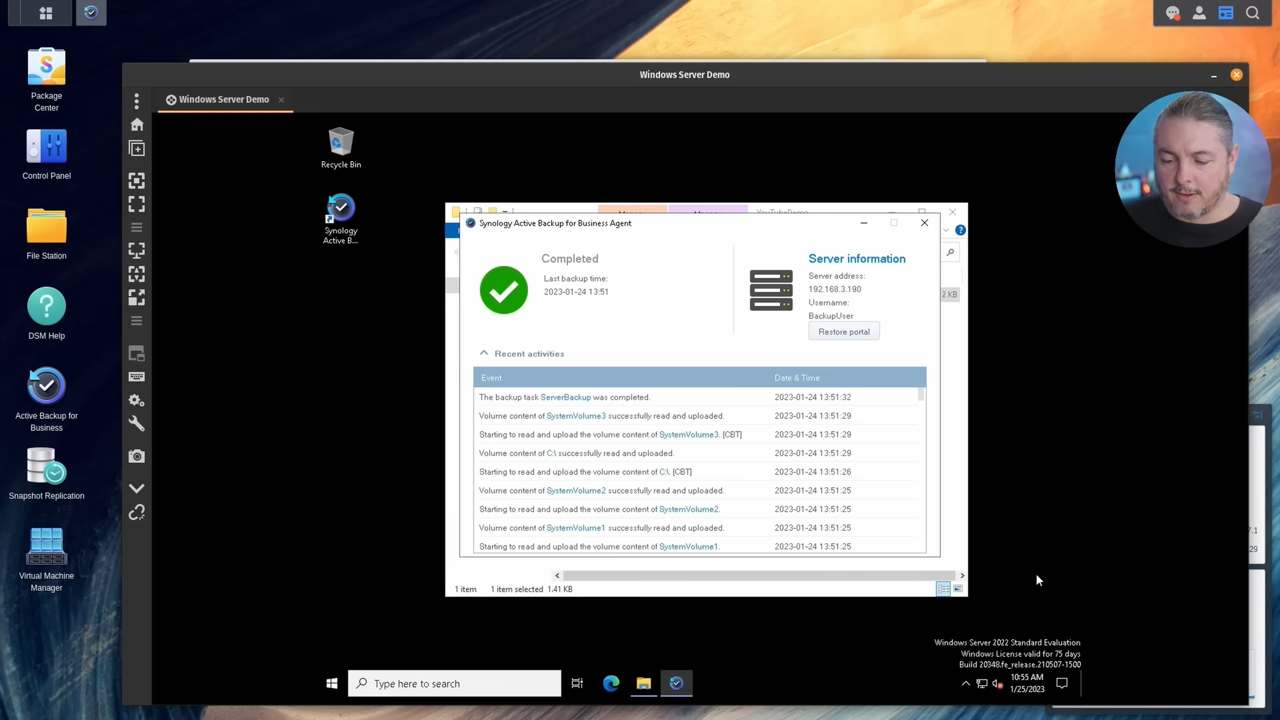 Windows Server Demo
Windows Server Demo
Package
Center
Control Panel
File Station
DSM Help
Active Backup for
Business
Snapshot Replication
Virtual Machine
Manager
Recycle Bin
Synology
Active B...
YouTubeDemo
Synology Active Backup for Business Agent
Completed
Last backup time:
2023-01-24 13:51
Server information
Server address:
192.168.3.190
Username:
BackupUser
Restore portal
2 KB
Recent activities
Event Date & Time
The backup task ServerBackup was completed. 2023-01-24 13:51:32
Volume content of SystemVolume3 successfully read and uploaded. 2023-01-24 13:51:29
Starting to read and upload the volume content of SystemVolume3. [CBT] 2023-01-24 13:51:29
Volume content of C:\ successfully read and uploaded. 2023-01-24 13:51:29
Starting to read and upload the volume content of C:\. [CBT] 2023-01-24 13:51:26
Volume content of SystemVolume2 successfully read and uploaded. 2023-01-24 13:51:25
Starting to read and upload the volume content of SystemVolume2. 2023-01-24 13:51:25
Volume content of SystemVolume1 successfully read and uploaded. 2023-01-24 13:51:25
Starting to read and upload the volume content of SystemVolume1. 2023-01-24 13:51:25
1 item 1 item selected 1.41 KB
7.1
29
Windows Server 2022 Standard Evaluation
Windows License valid for 75 days
Build 20348.fe_release.210507-1500
Type here to search
10:55 AM
1/25/2023